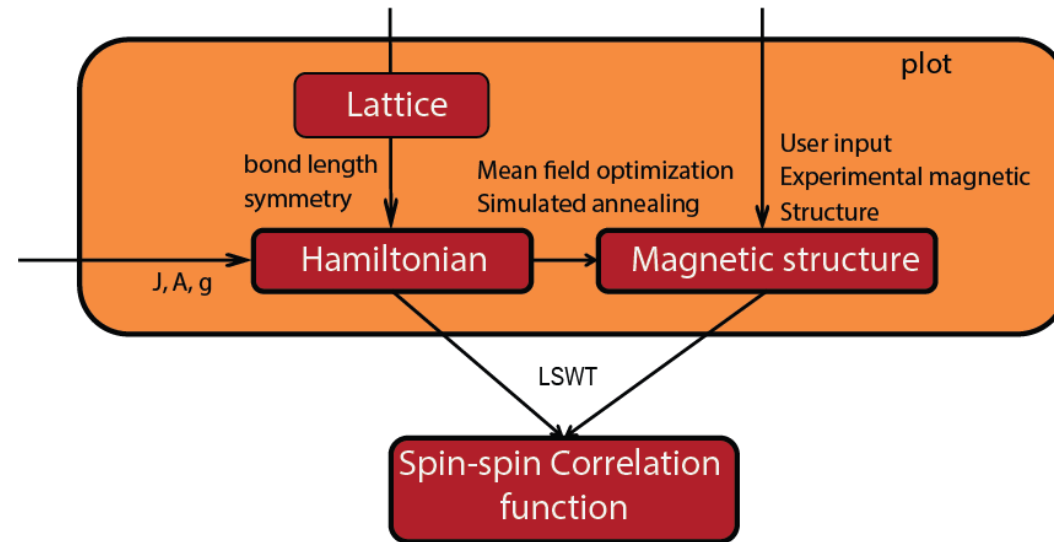 plot
Lattice
bond length
symmetry
Mean field optimization
Simulated annealing
User input
Experimental magnetic
Structure
J, A, g
Hamiltonian
Magnetic structure
LSWT
Spin-spin Correlation
function